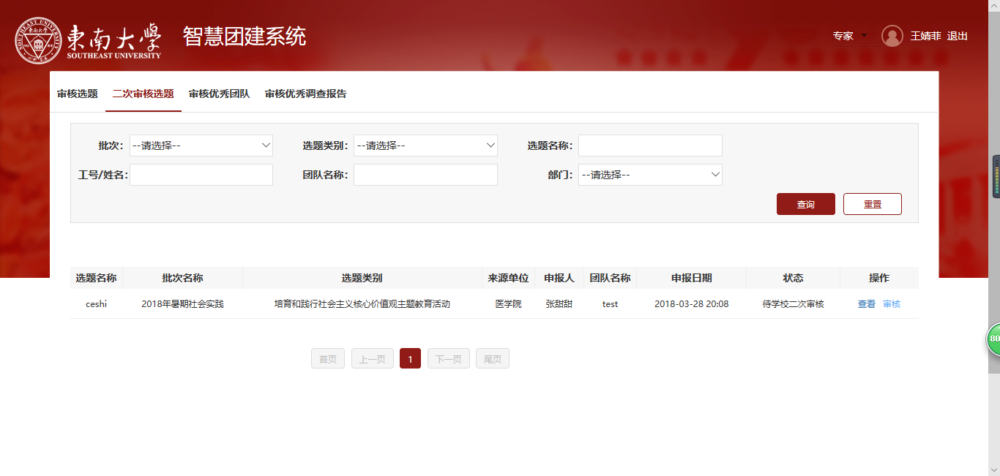 東南大學
SOUTHEAST UNIVERSITY
智慧团建系统
专家 王婧菲 退出
审核选题 二次审核选题 审核优秀团队 审核优秀调查报告
批次： --请选择-- 选题类别： --请选择-- 选题名称：
工号/姓名： 团队名称： 部门： --请选择--
查询 重置
选题名称 批次名称 选题类别 来源单位 申报人 团队名称 申报日期 状态 操作
ceshi 2018年暑期社会实践 培育和践行社会主义核心价值观主题教育活动 医学院 张甜甜 test 2018-03-28 20:08 待学校二次审核 查看 审核
80
首页 上一页 1 下一页 尾页